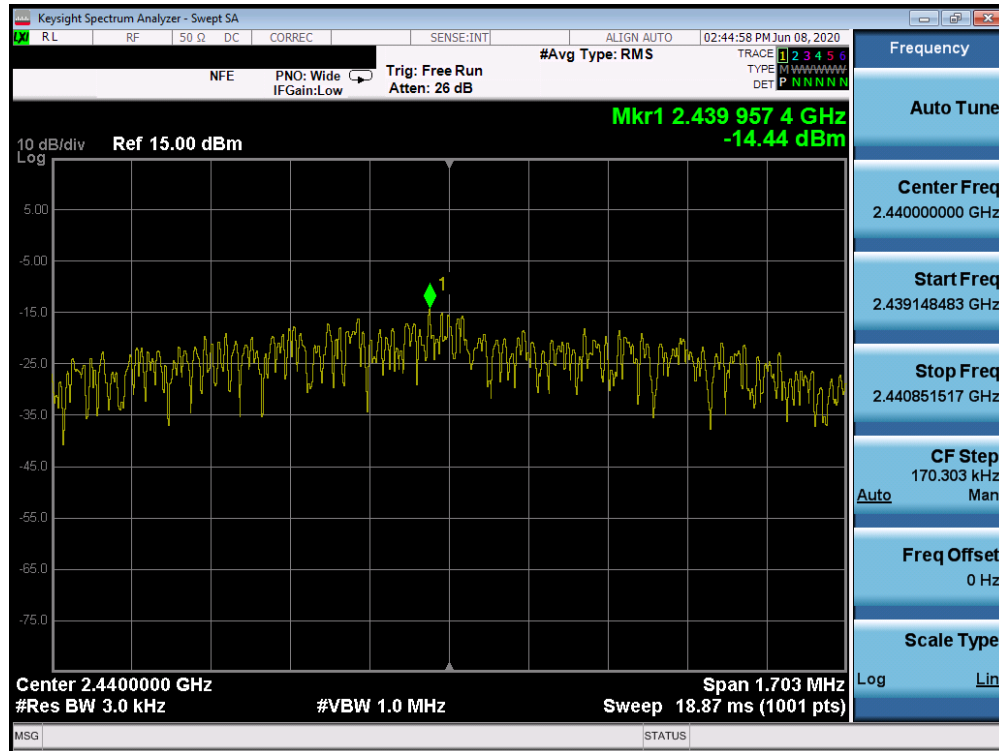 Keysight Spectrum Analyzer - Swept SA
LXI RL RF 50 Ω DC CORREC SENSE:INT ALIGN AUTO 02:44:58 PM Jun 08, 2020
NFE PNO: Wide IFGain:Low Trig: Free Run Atten: 26 dB #Avg Type: RMS
TRACE 1 2 3 4 5 6
TYPE M WWWWW
DET P N N N N N
Mkr1 2.439 957 4 GHz
-14.44 dBm
10 dB/div Ref 15.00 dBm
Log
5.00
-5.00
1
-15.0
-25.0
-35.0
-45.0
-55.0
-65.0
-75.0
Center 2.4400000 GHz Span 1.703 MHz
#Res BW 3.0 kHz #VBW 1.0 MHz Sweep 18.87 ms (1001 pts)
MSG STATUS
Frequency
Auto Tune
Center Freq
2.440000000 GHz
Start Freq
2.439148483 GHz
Stop Freq
2.440851517 GHz
CF Step
170.303 kHz
Auto Man
Freq Offset
0 Hz
Scale Type
Log Lin